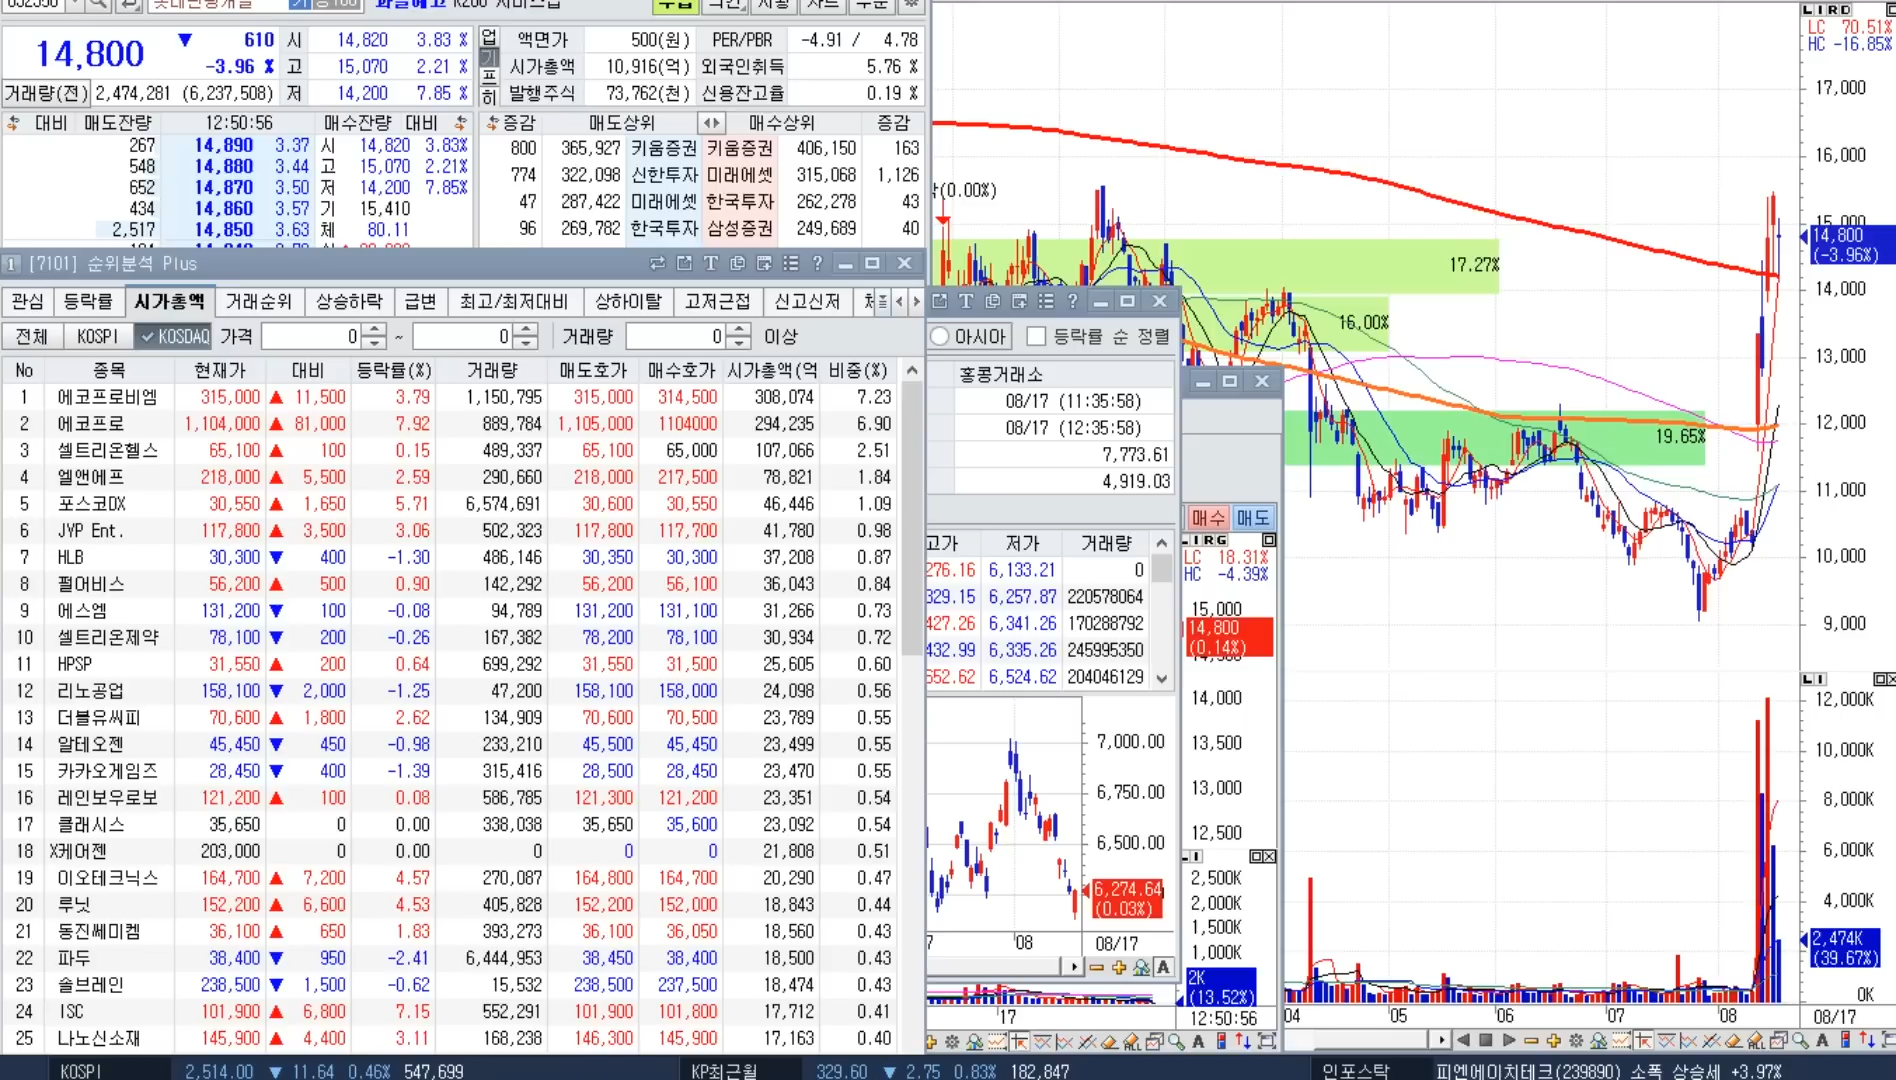 14,800 ▼ 610 시 14,820 3.83 % 업 액면가 500(원) PER/PBR -4.91 / 4.78
-3.96 % 고 15,070 2.21 % 기 시가총액 10,916(억) 외국인취득 5.76 %
거래량(전) 2,474,281 (6,237,508) 저 14,200 7.85 % 히 발행주식 73,762(천) 신용잔고율 0.19 %
대비 매도잔량 12:50:56 매수잔량 대비 증감 매도상위 매수상위 증감
267 14,890 3.37 시 14,820 3.83% 800 365,927 키움증권 키움증권 406,150 163
548 14,880 3.44 고 15,070 2.21% 774 322,098 신한투자 미래에셋 315,068 1,126
652 14,870 3.50 저 14,200 7.85% 47 287,422 미래에셋 한국투자 262,278 43
434 14,860 3.57 기 15,410 96 269,782 한국투자 삼성증권 249,689 40
2,517 14,850 3.63 체 80.11
1 [7101] 순위분석 Plus
관심 등락률 시가총액 거래순위 상승하락 급변 최고/최저대비 상하이탈 고저근접 신고신저
전체 KOSPI KOSDAQ 가격 0 ~ 0 거래량 0 이상
No 종목 현재가 대비 등락률(%) 거래량 매도호가 매수호가 시가총액(억 비중(%)
1 에코프로비엠 315,000 ▲ 11,500 3.79 1,150,795 315,000 314,500 308,074 7.23
2 에코프로 1,104,000 ▲ 81,000 7.92 889,784 1,105,000 1104000 294,235 6.90
3 셀트리온헬스 65,100 ▲ 100 0.15 489,337 65,100 65,000 107,066 2.51
4 엘앤에프 218,000 ▲ 5,500 2.59 290,660 218,000 217,500 78,821 1.84
5 포스코DX 30,550 ▲ 1,650 5.71 6,574,691 30,600 30,550 46,446 1.09
6 JYP Ent. 117,800 ▲ 3,500 3.06 502,323 117,800 117,700 41,780 0.98
7 HLB 30,300 ▼ 400 -1.30 486,146 30,350 30,300 37,208 0.87
8 펄어비스 56,200 ▲ 500 0.90 142,292 56,200 56,100 36,043 0.84
9 에스엠 131,200 ▼ 100 -0.08 94,789 131,200 131,100 31,266 0.73
10 셀트리온제약 78,100 ▼ 200 -0.26 167,382 78,200 78,100 30,934 0.72
11 HPSP 31,550 ▲ 200 0.64 699,292 31,550 31,500 25,605 0.60
12 리노공업 158,100 ▼ 2,000 -1.25 47,200 158,100 158,000 24,098 0.56
13 더블유씨피 70,600 ▲ 1,800 2.62 134,909 70,600 70,500 23,789 0.55
14 알테오젠 45,450 ▼ 450 -0.98 233,210 45,500 45,450 23,499 0.55
15 카카오게임즈 28,450 ▼ 400 -1.39 315,416 28,500 28,450 23,470 0.55
16 레인보우로보 121,200 ▲ 100 0.08 586,785 121,300 121,200 23,351 0.54
17 클래시스 35,650 0 0.00 338,038 35,650 35,600 23,092 0.54
18 X케어젠 203,000 0 0.00 0 0 0 21,808 0.51
19 이오테크닉스 164,700 ▲ 7,200 4.57 270,087 164,800 164,700 20,290 0.47
20 루닛 152,200 ▲ 6,600 4.53 405,828 152,200 152,000 18,843 0.44
21 동진쎄미켐 36,100 ▲ 650 1.83 393,273 36,100 36,050 18,560 0.43
22 파두 38,400 ▼ 950 -2.41 6,444,953 38,450 38,400 18,500 0.43
23 솔브레인 238,500 ▼ 1,500 -0.62 15,532 238,500 237,500 18,474 0.43
24 ISC 101,900 ▲ 6,800 7.15 552,291 101,900 101,800 17,712 0.41
25 나노신소재 145,900 ▲ 4,400 3.11 168,238 146,300 145,900 17,163 0.40
아시아 등락률 순 정렬
홍콩거래소
08/17 (11:35:58)
08/17 (12:35:58)
7,773.61
4,919.03
고가 저가 거래량
276.16 6,133.21 0
329.15 6,257.87 220578064
427.26 6,341.26 170288792
432.99 6,335.26 245995350
652.62 6,524.62 204046129
7,000.00
6,750.00
6,500.00
6,274.64
(0.03%)
08 08/17
17
매수 매도
L I R G
LC 18.31%
HC -4.39%
15,000
14,800
(0.14%)
14,000
13,500
13,000
12,500
2,500K
2,000K
1,500K
1,000K
2K
(13.52%)
12:50:56
L I R D
LC 70.51%
HC -16.85%
(0.00%)
17.27%
16.00%
19.65%
17,000
16,000
15,000
14,800
(-3.96%)
14,000
13,000
12,000
11,000
10,000
9,000
12,000K
10,000K
8,000K
6,000K
4,000K
2,474K
(39.67%)
0K
04 05 06 07 08 08/17
KOSPI 2,514.00 ▼ 11.64 0.46% 547,699 KP최근월 329.60 ▼ 2.75 0.83% 182,847 인포스탁 피엔에이치테크(239890) 소폭 상승세 +3.97%